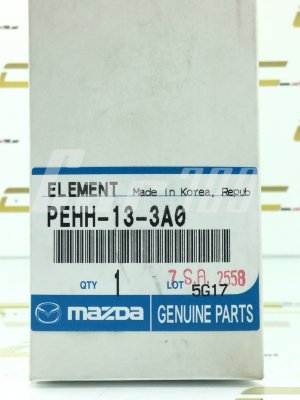 ELEMENT Made in Korea, Repub
PEHH-13-3A0
QTY 1 LOT 5G17
7 S.A. 2558
mazda GENUINE PARTS